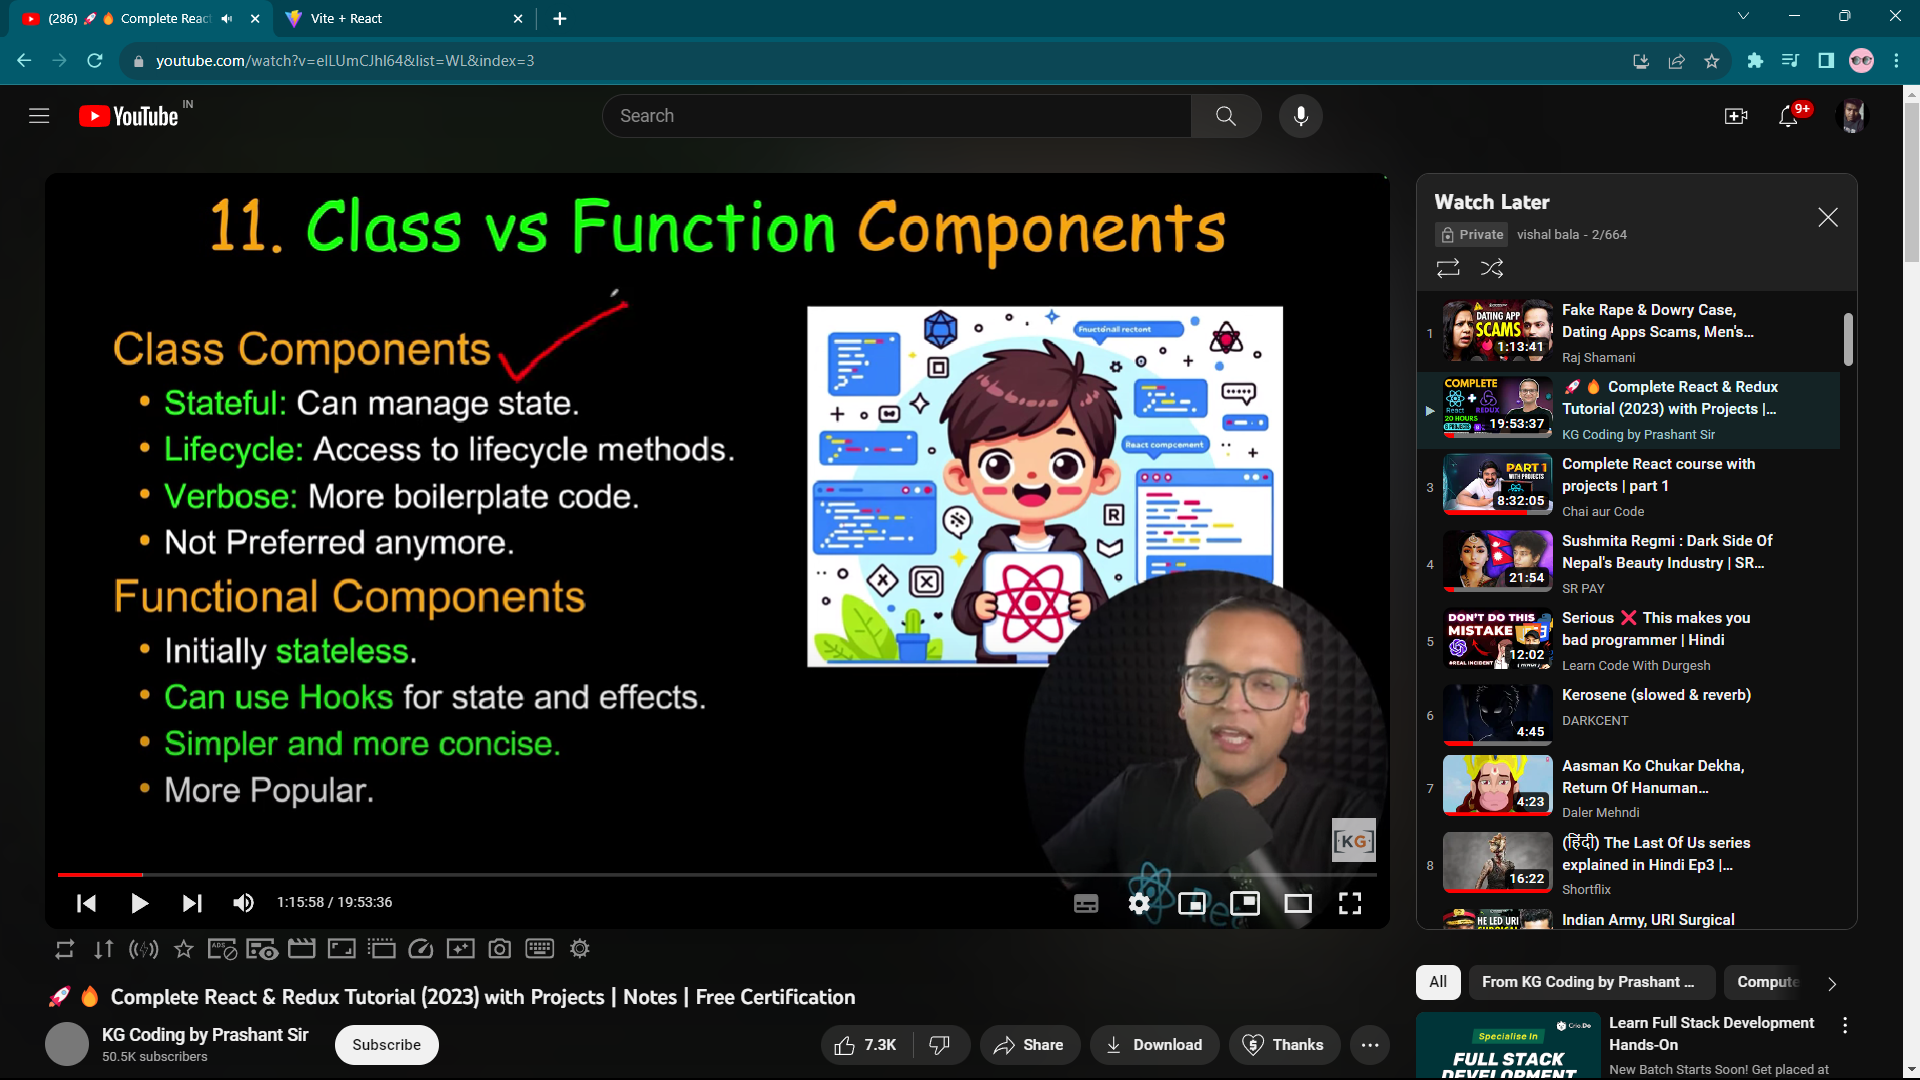 (286) 🚀 🔥 Complete Reac
Vite + React
youtube.com/watch?v=elLUmCJhI64&list=WL&index=3
YouTube IN
Search
9+
11. Class vs Function Components
Class Components
• Stateful: Can manage state.
• Lifecycle: Access to lifecycle methods.
• Verbose: More boilerplate code.
• Not Preferred anymore.
Functional Components
• Initially stateless.
• Can use Hooks for state and effects.
• Simpler and more concise.
• More Popular.
Fnuctónall rectont
React compcement
R
[KG]
1:15:58 / 19:53:36
ADS
🚀 🔥 Complete React & Redux Tutorial (2023) with Projects | Notes | Free Certification
KG Coding by Prashant Sir
50.5K subscribers
Subscribe
7.3K
Share
Download
Thanks
Watch Later
Private
vishal bala - 2/664
1
DATING APP
SCAMS
1:13:41
Fake Rape & Dowry Case,
Dating Apps Scams, Men's...
Raj Shamani
COMPLETE
React
REDUX
20 HOURS
19:53:37
🚀 🔥 Complete React & Redux
Tutorial (2023) with Projects |...
KG Coding by Prashant Sir
3
PART 1
WITH PROJECTS
8:32:05
Complete React course with
projects | part 1
Chai aur Code
4
21:54
Sushmita Regmi : Dark Side Of
Nepal's Beauty Industry | SR...
SR PAY
5
DON'T DO THIS
MISTAKE
#REAL INCIDENT
12:02
Serious ❌ This makes you
bad programmer | Hindi
Learn Code With Durgesh
6
4:45
Kerosene (slowed & reverb)
DARKCENT
7
4:23
Aasman Ko Chukar Dekha,
Return Of Hanuman...
Daler Mehndi
8
16:22
(हिंदी) The Last Of Us series
explained in Hindi Ep3 |...
Shortflix
HE LED URI
SURGICAL
Indian Army, URI Surgical
All
From KG Coding by Prashant ...
Compute
Crio.Do
Specialise In
FULL STACK
DEVELOPMENT
Learn Full Stack Development
Hands-On
New Batch Starts Soon! Get placed at